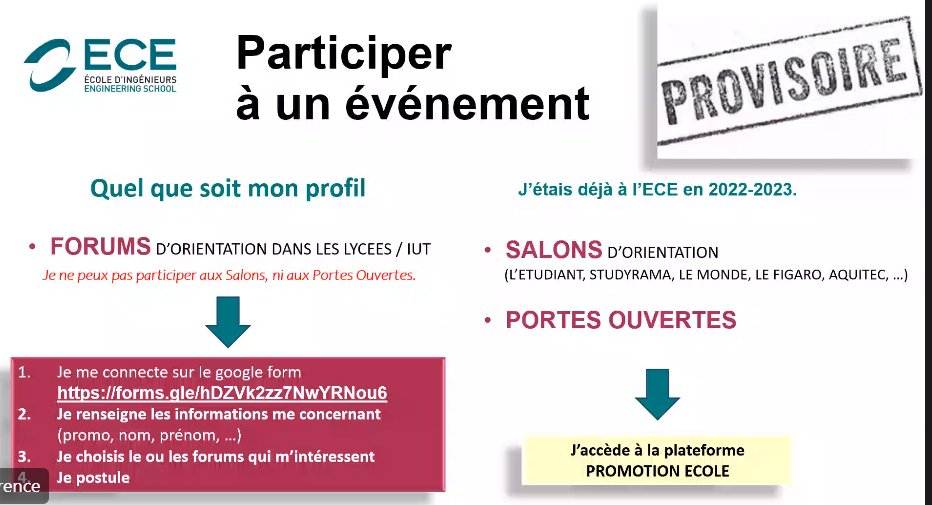 ECE
ÉCOLE D'INGÉNIEURS
ENGINEERING SCHOOL
Participer
à un événement
PROVISOIRE
Quel que soit mon profil
• FORUMS D'ORIENTATION DANS LES LYCEES / IUT
Je ne peux pas participer aux Salons, ni aux Portes Ouvertes.
1. Je me connecte sur le google form
https://forms.gle/hDZVk2zz7NwYRNou6
2. Je renseigne les informations me concernant
(promo, nom, prénom, ...)
3. Je choisis le ou les forums qui m'intéressent
4. Je postule
rence
J'étais déjà à l'ECE en 2022-2023.
• SALONS D'ORIENTATION
(L'ETUDIANT, STUDYRAMA, LE MONDE, LE FIGARO, AQUITEC, ...)
• PORTES OUVERTES
J'accède à la plateforme
PROMOTION ECOLE